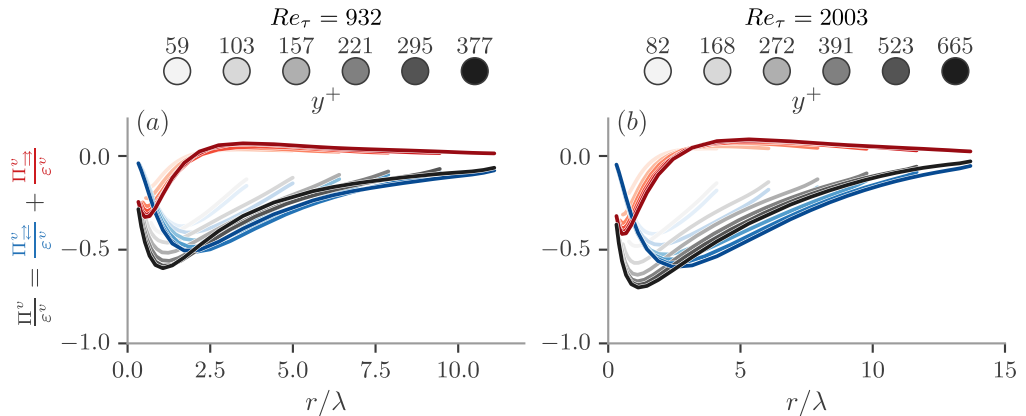 Re_τ = 932
59 103 157 221 295 377
y⁺
Re_τ = 2003
82 168 272 391 523 665
y⁺
Π^v/ε^v = Π^v_⇄/ε^v + Π^v_⇉/ε^v
(a)
0.0
−0.5
−1.0
0.0 2.5 5.0 7.5 10.0
r/λ
(b)
0.0
−0.5
−1.0
0 5 10 15
r/λ